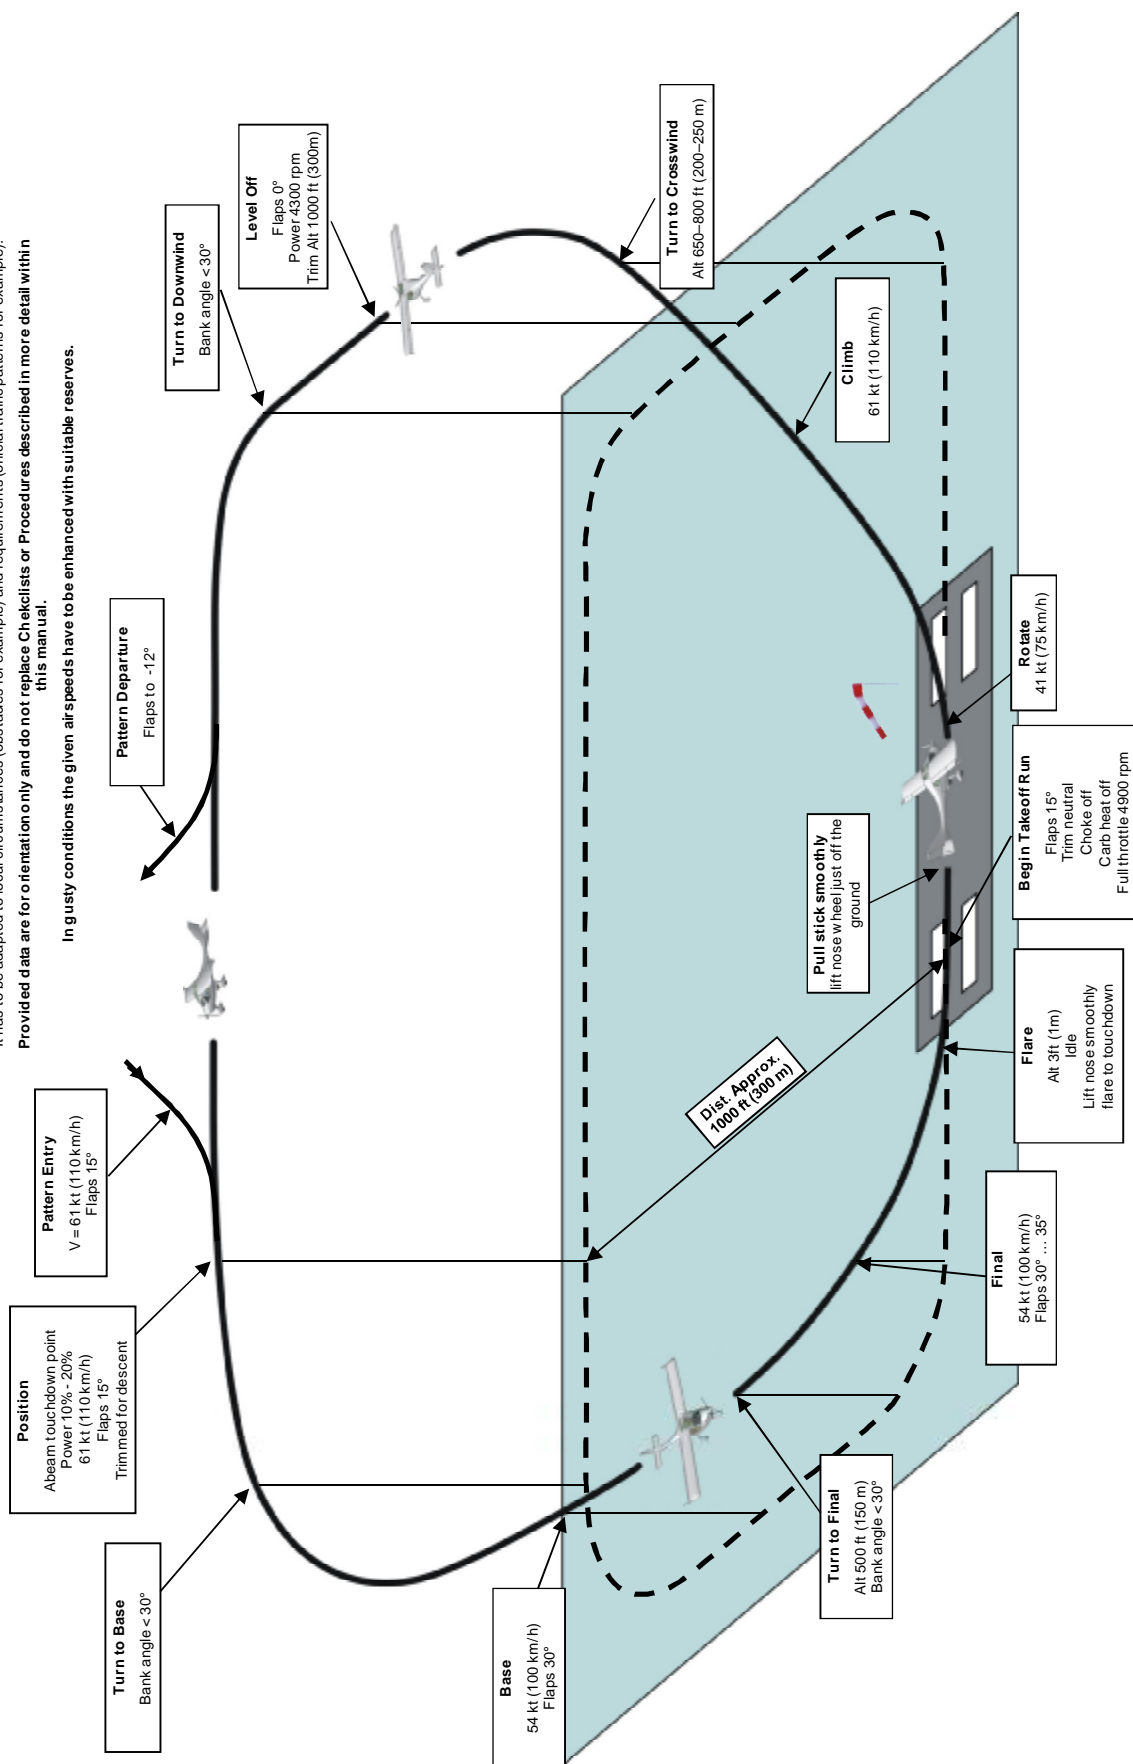 It has to be adapted to local circumstances (obstacles for example) and requirements (official traffic patterns for example).
Provided data are for orientation only and do not replace Chekclists or Procedures described in more detail within
this manual.
In gusty conditions the given airspeeds have to be enhanced with suitable reserves.
Position
Abeam touchdown point
Power 10% - 20%
61 kt (110 km/h)
Flaps 15°
Trimmed for descent
Pattern Entry
V = 61 kt (110 km/h)
Flaps 15°
Pattern Departure
Flaps to -12°
Turn to Downwind
Bank angle < 30°
Level Off
Flaps 0°
Power 4300 rpm
Trim Alt 1000 ft (300m)
Turn to Base
Bank angle < 30°
Base
54 kt (100 km/h)
Flaps 30°
Dist. Approx.
1000 ft (300 m)
Turn to Crosswind
Alt 650–800 ft (200–250 m)
Turn to Final
Alt 500 ft (150 m)
Bank angle < 30°
Pull stick smoothly
lift nose wheel just off the
ground
Climb
61 kt (110 km/h)
Final
54 kt (100 km/h)
Flaps 30° ... 35°
Flare
Alt 3ft (1m)
Idle
Lift nose smoothly
flare to touchdown
Begin Takeoff Run
Flaps 15°
Trim neutral
Choke off
Carb heat off
Full throttle 4900 rpm
Rotate
41 kt (75 km/h)